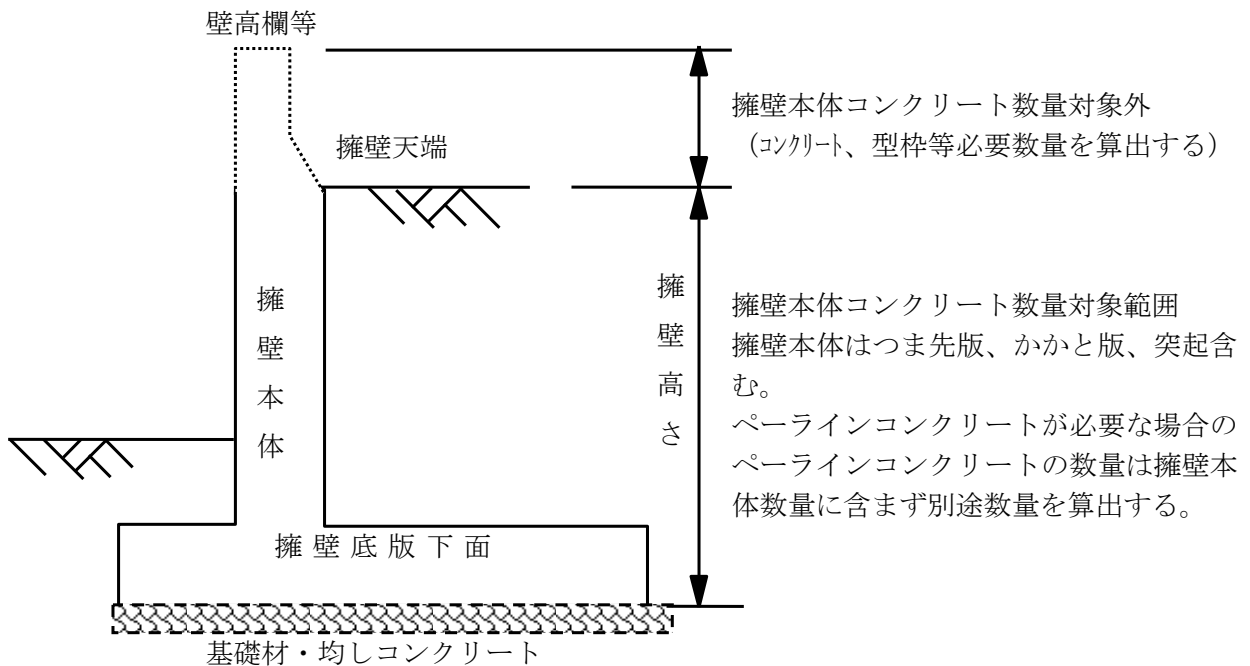 壁高欄等
擁壁本体コンクリート数量対象外
（ｺﾝｸﾘｰﾄ、型枠等必要数量を算出する）
擁壁天端
擁壁本体
擁壁高さ
擁壁本体コンクリート数量対象範囲
擁壁本体はつま先版、かかと版、突起含
む。
ペーラインコンクリートが必要な場合の
ペーラインコンクリートの数量は擁壁本
体数量に含まず別途数量を算出する。
擁壁底版下面
基礎材・均しコンクリート